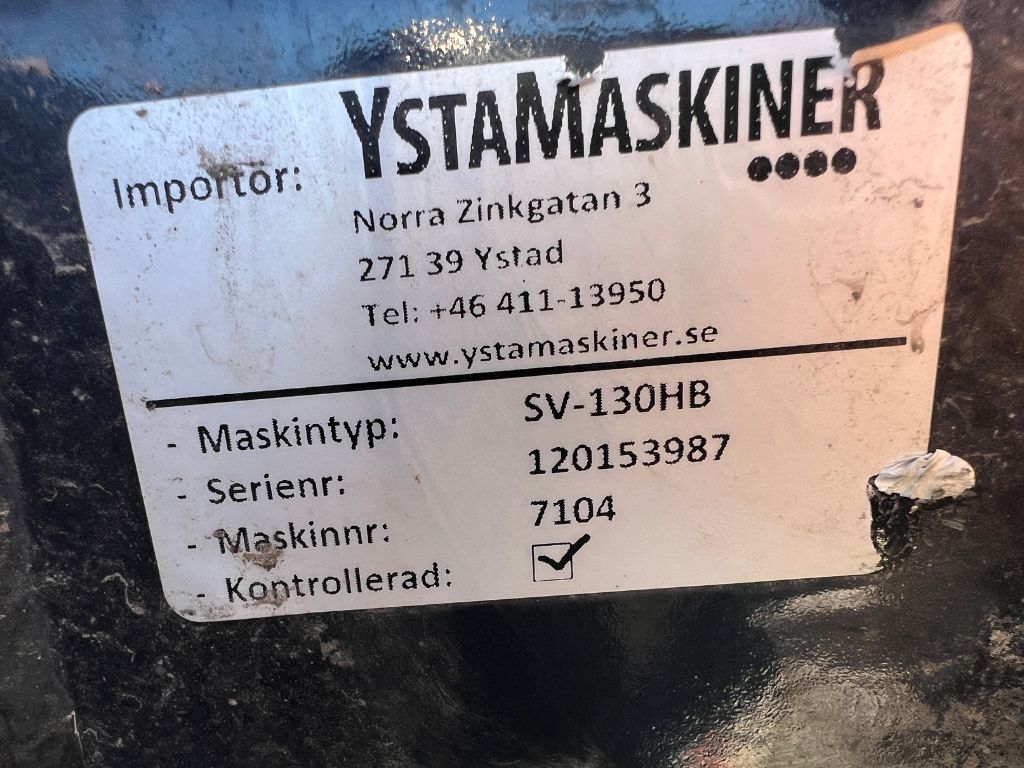 Importör: YSTAMASKINER
Norra Zinkgatan 3
271 39 Ystad
Tel: +46 411-13950
www.ystamaskiner.se
- Maskintyp: SV-130HB
- Serienr: 120153987
- Maskinnr: 7104
- Kontrollerad: ☑